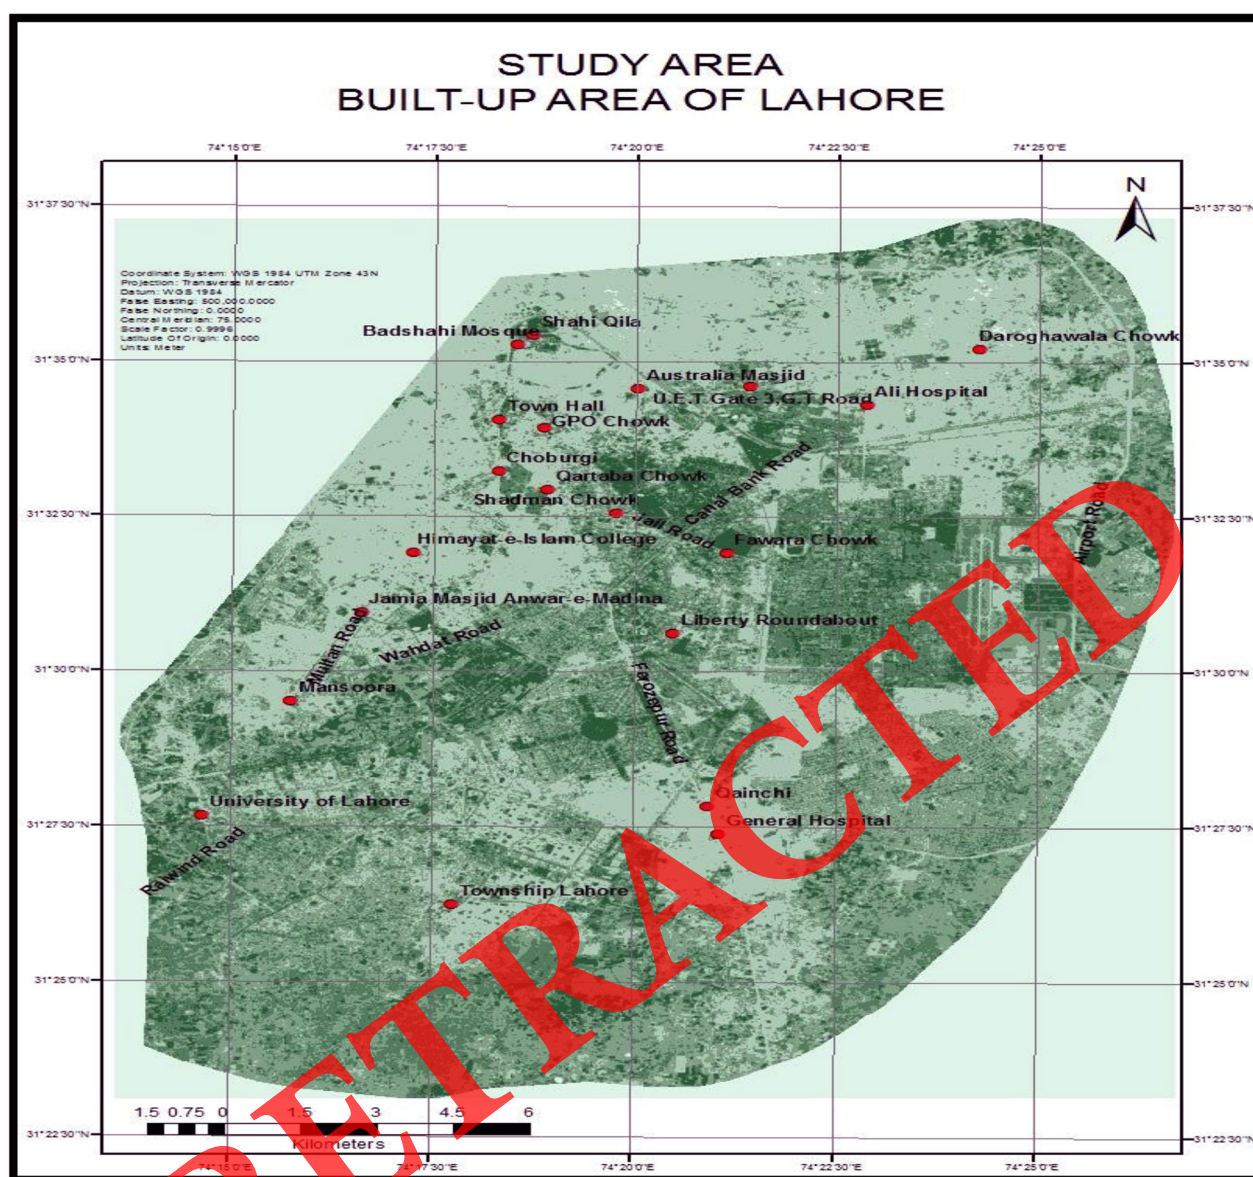 STUDY AREA
BUILT-UP AREA OF LAHORE
74°15'0"E 74°17'30"E 74°20'0"E 74°22'30"E 74°25'0"E
N
31°37'30"N 31°37'30"N
Coordinate System: WGS 1984 UTM Zone 43N
Projection: Transverse Mercator
Datum: WGS 1984
False Easting: 500,000.0000
False Northing: 0.0000
Central Meridian: 75.0000
Scale Factor: 0.9996
Latitude Of Origin: 0.0000
Units: Meter
Shahi Qila
Badshahi Mosque
Daroghawala Chowk
31°35'0"N 31°35'0"N
Australia Masjid
U.E.T Gate 3,G.T Road
Ali Hospital
Town Hall
GPO Chowk
Choburgi
Qartaba Chowk
Canal Bank Road
Shadman Chowk
31°32'30"N 31°32'30"N
Jail Road
Airport Road
Himayat-e-Islam College
Fawara Chowk
Jamia Masjid Anwar-e-Madina
Liberty Roundabout
Multan Road
Wahdat Road
31°30'0"N 31°30'0"N
Mansoora
Farozepur Road
Qainchi
University of Lahore
General Hospital
31°27'30"N 31°27'30"N
Raiwind Road
Township Lahore
31°25'0"N 31°25'0"N
1.5 0.75 0 1.5 3 4.5 6
Kilometers
31°22'30"N 31°22'30"N
74°15'0"E 74°17'30"E 74°20'0"E 74°22'30"E 74°25'0"E
RETRACTED